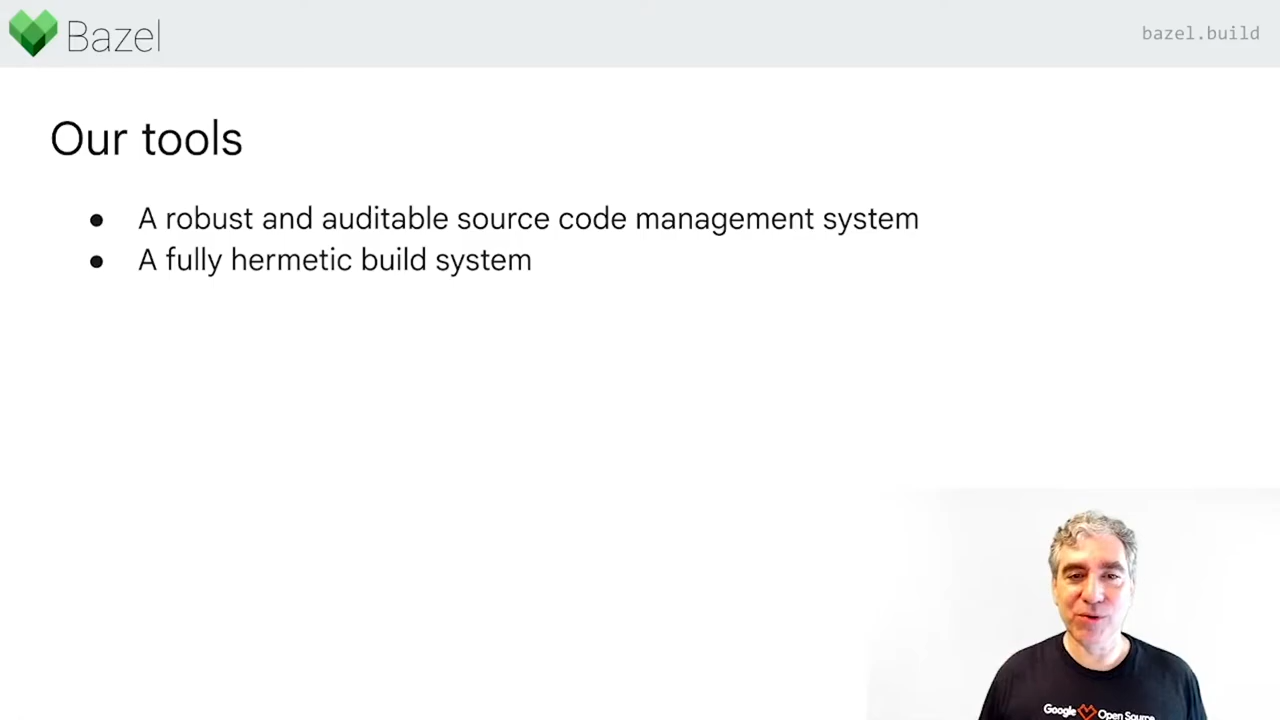 Bazel
bazel.build
Our tools
● A robust and auditable source code management system
● A fully hermetic build system
Google Open Source